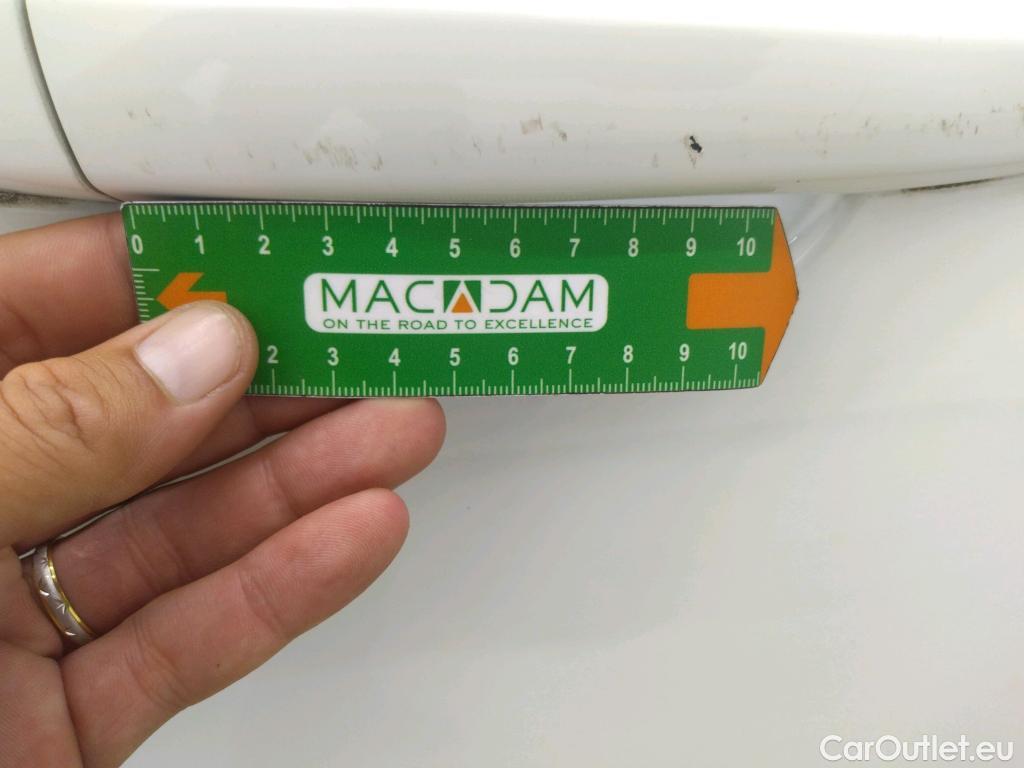 0 1 2 3 4 5 6 7 8 9 10
MACADAM
ON THE ROAD TO EXCELLENCE
2 3 4 5 6 7 8 9 10
CarOutlet.eu